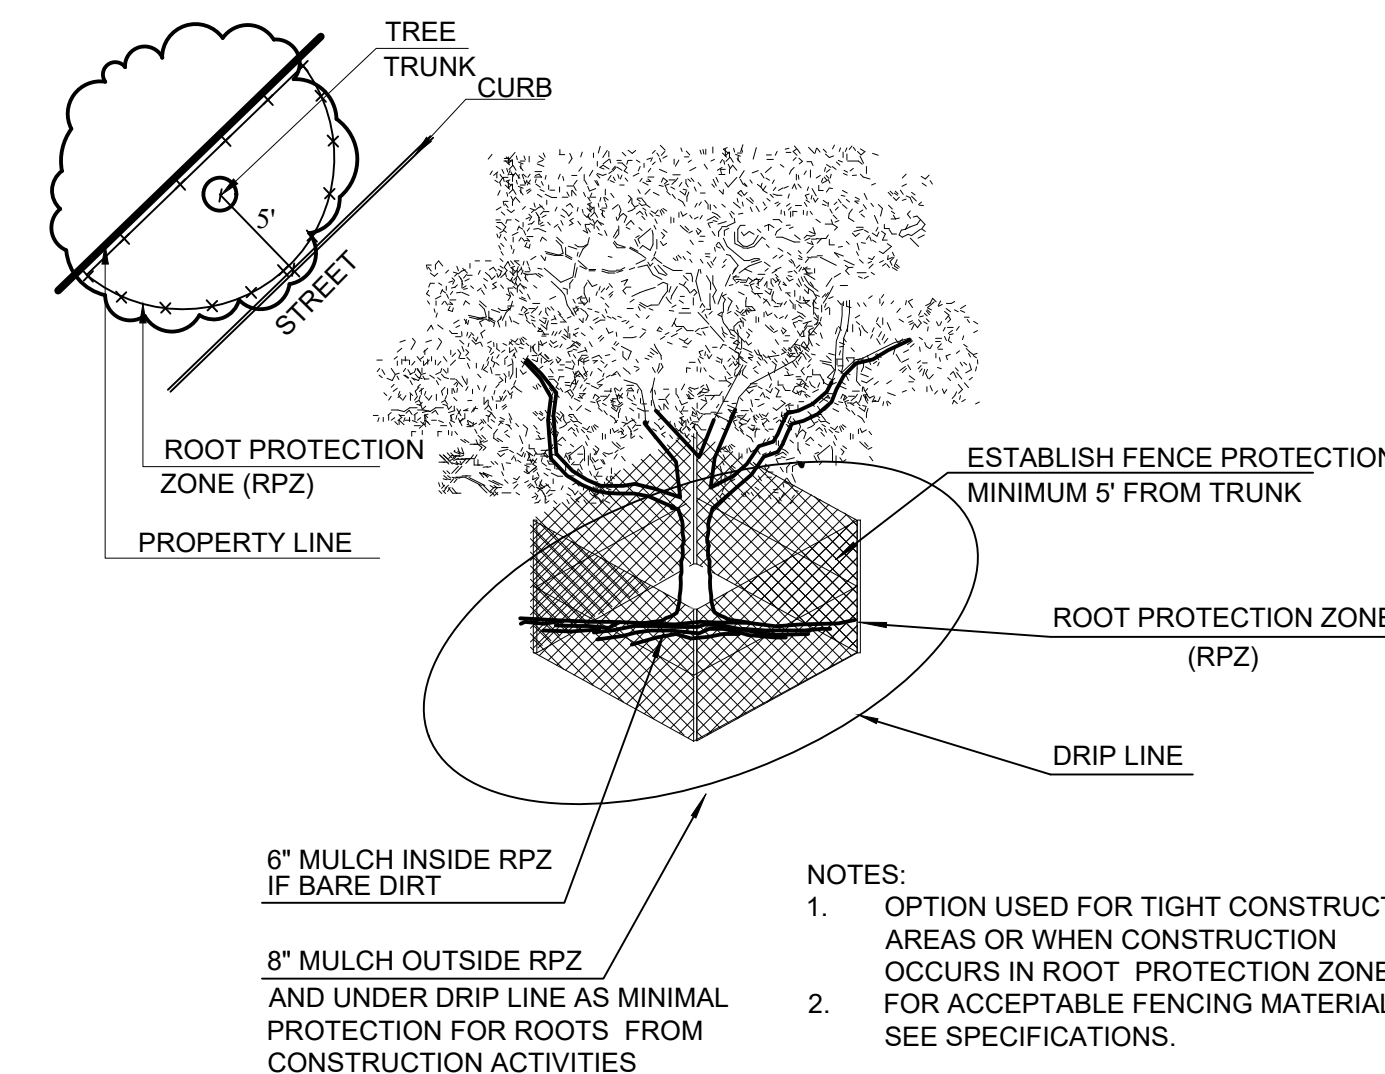 TREE
TRUNK
CURB
5'
STREET
ROOT PROTECTION
ZONE (RPZ)
PROPERTY LINE
ESTABLISH FENCE PROTECTION
MINIMUM 5' FROM TRUNK
ROOT PROTECTION ZONE
(RPZ)
DRIP LINE
6" MULCH INSIDE RPZ
IF BARE DIRT
8" MULCH OUTSIDE RPZ
AND UNDER DRIP LINE AS MINIMAL
PROTECTION FOR ROOTS FROM
CONSTRUCTION ACTIVITIES
NOTES:
1. OPTION USED FOR TIGHT CONSTRUCT
AREAS OR WHEN CONSTRUCTION
OCCURS IN ROOT PROTECTION ZONE
2. FOR ACCEPTABLE FENCING MATERIAL
SEE SPECIFICATIONS.